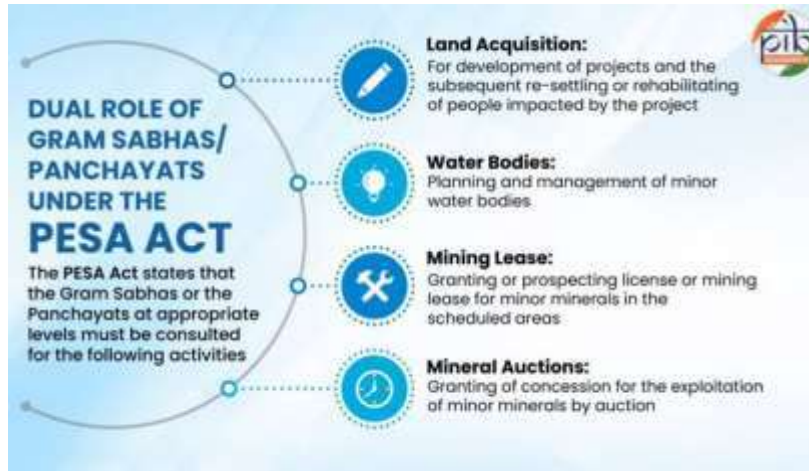 DUAL ROLE OF
GRAM SABHAS/
PANCHAYATS
UNDER THE
PESA ACT
The PESA Act states that
the Gram Sabhas or the
Panchayats at appropriate
levels must be consulted
for the following activities
Land Acquisition:
For development of projects and the
subsequent re-settling or rehabilitating
of people impacted by the project
Water Bodies:
Planning and management of minor
water bodies
Mining Lease:
Granting or prospecting license or mining
lease for minor minerals in the
scheduled areas
Mineral Auctions:
Granting of concession for the exploitation
of minor minerals by auction
pib